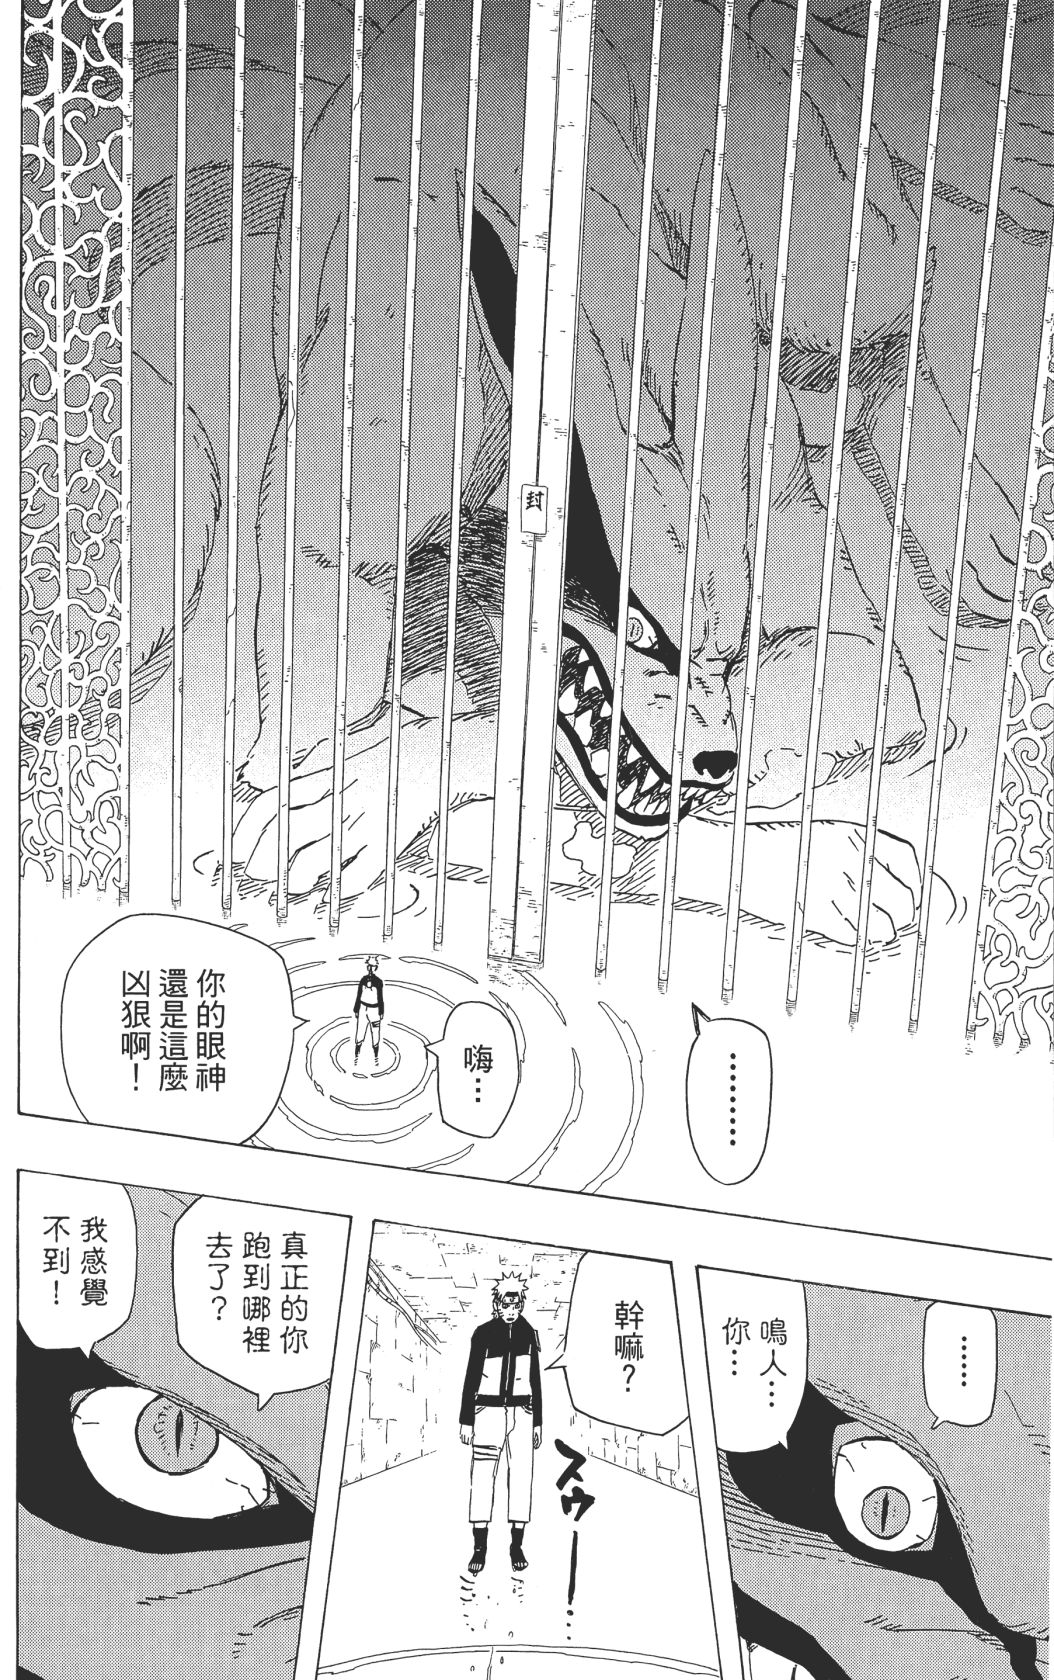 封
………
嗨…
你的眼神
還是這麼
凶狠啊！
……
鳴人…
你…
幹嘛？
スゥー…
真正的你
跑到哪裡
去了？
我感覺
不到！